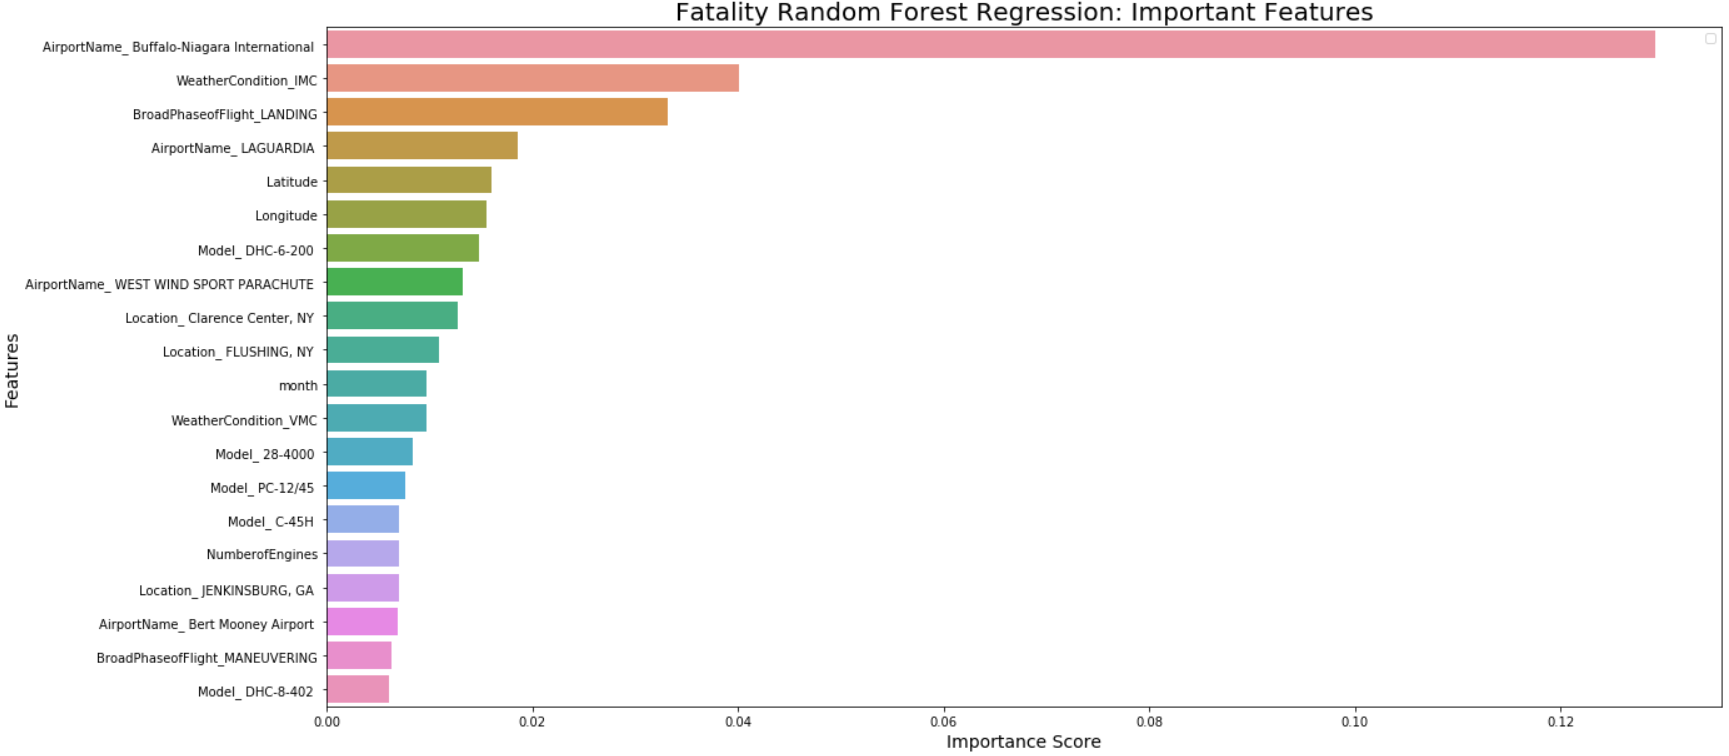 Fatality Random Forest Regression: Important Features
AirportName_ Buffalo-Niagara International
WeatherCondition_IMC
BroadPhaseofFlight_LANDING
AirportName_ LAGUARDIA
Latitude
Longitude
Model_ DHC-6-200
AirportName_ WEST WIND SPORT PARACHUTE
Location_ Clarence Center, NY
Location_ FLUSHING, NY
month
WeatherCondition_VMC
Model_ 28-4000
Model_ PC-12/45
Model_ C-45H
NumberofEngines
Location_ JENKINSBURG, GA
AirportName_ Bert Mooney Airport
BroadPhaseofFlight_MANEUVERING
Model_ DHC-8-402
Features
0.00 0.02 0.04 0.06 0.08 0.10 0.12
Importance Score